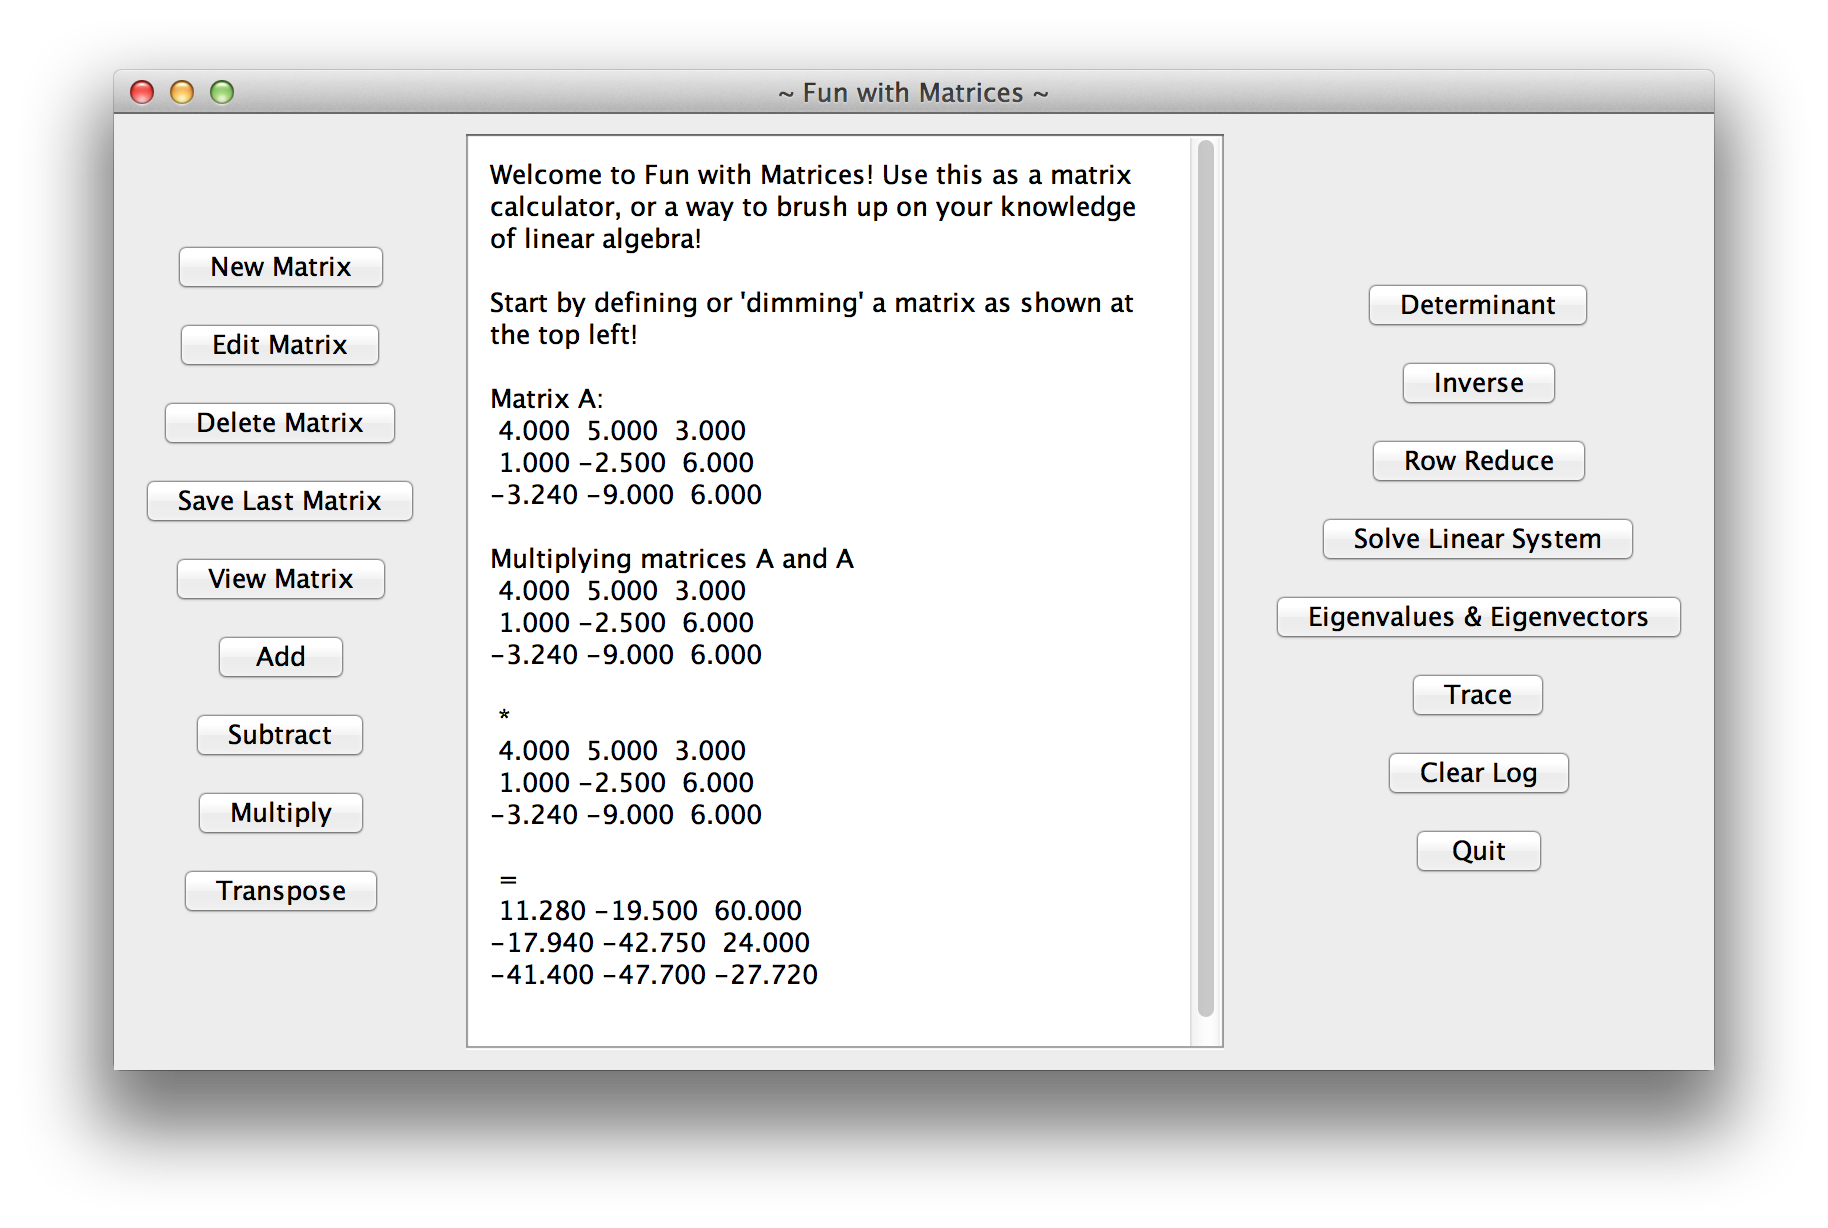 ~ Fun with Matrices ~
New Matrix
Edit Matrix
Delete Matrix
Save Last Matrix
View Matrix
Add
Subtract
Multiply
Transpose
Welcome to Fun with Matrices! Use this as a matrix
calculator, or a way to brush up on your knowledge
of linear algebra!
Start by defining or 'dimming' a matrix as shown at
the top left!
Matrix A:
4.000 5.000 3.000
1.000 -2.500 6.000
-3.240 -9.000 6.000
Multiplying matrices A and A
4.000 5.000 3.000
1.000 -2.500 6.000
-3.240 -9.000 6.000
*
4.000 5.000 3.000
1.000 -2.500 6.000
-3.240 -9.000 6.000
=
11.280 -19.500 60.000
-17.940 -42.750 24.000
-41.400 -47.700 -27.720
Determinant
Inverse
Row Reduce
Solve Linear System
Eigenvalues & Eigenvectors
Trace
Clear Log
Quit